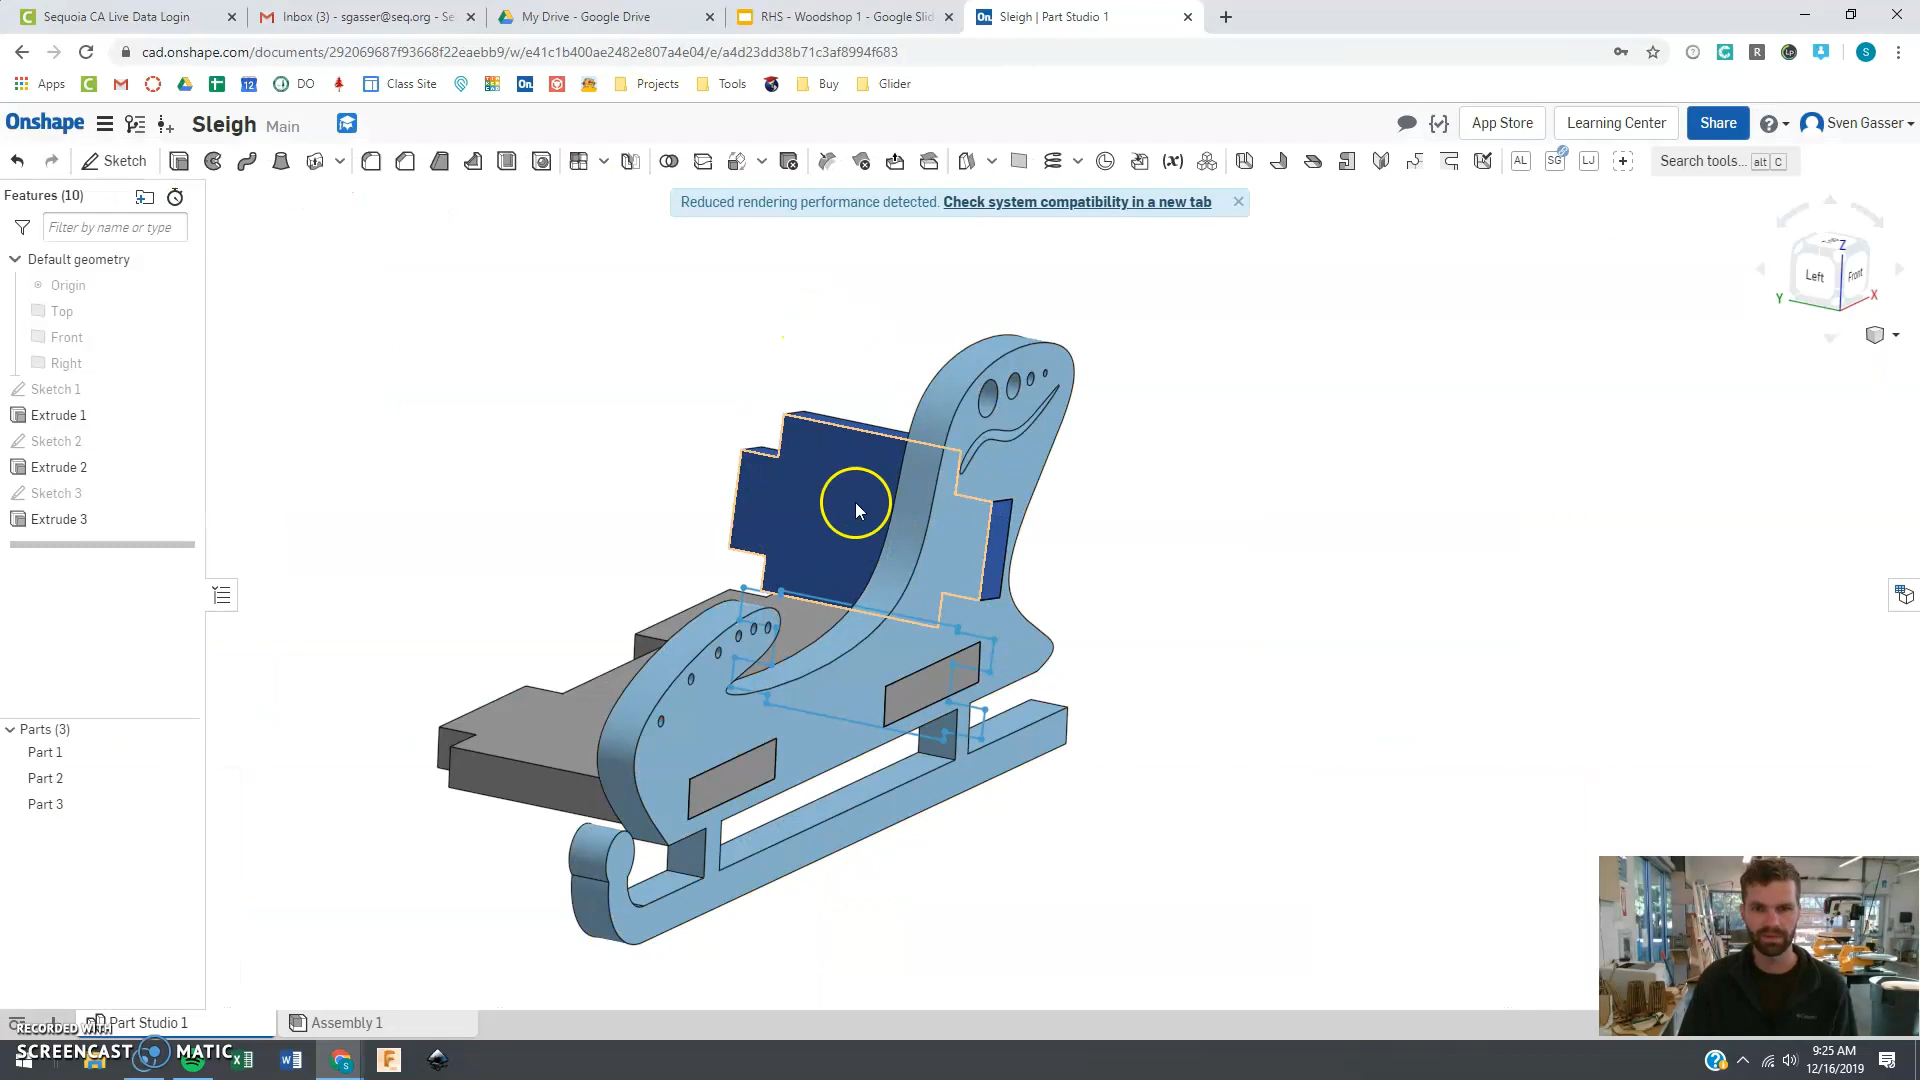 Sequoia CA Live Data Login
Inbox (3) - sgasser@seq.org - Se
My Drive - Google Drive
RHS - Woodshop 1 - Google Slid
On. Sleigh | Part Studio 1
cad.onshape.com/documents/292069687f93668f22eaebb9/w/e41c1b400ae2482e807a4e04/e/a4d23dd38b71c3af8994f683
Apps
DO
Class Site
On.
Projects
Tools
Buy
Glider
Onshape
Sleigh Main
App Store
Learning Center
Share
Sven Gasser
Sketch
(x)
AL
SG
LJ
Search tools... alt C
Features (10)
Reduced rendering performance detected. Check system compatibility in a new tab
Filter by name or type
Default geometry
Origin
Top
Front
Right
Sketch 1
Extrude 1
Sketch 2
Extrude 2
Sketch 3
Extrude 3
Z
Left
Front
Y
X
Parts (3)
Part 1
Part 2
Part 3
Part Studio 1
Assembly 1
RECORDED WITH
SCREENCAST MATIC
9:25 AM
12/16/2019